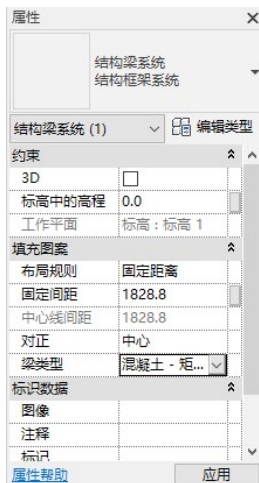 属性
结构梁系统
结构框架系统
结构梁系统 (1) 编辑类型
约束
3D
标高中的高程 0.0
工作平面 标高 : 标高 1
填充图案
布局规则 固定距离
固定间距 1828.8
中心线间距 1828.8
对正 中心
梁类型 混凝土 - 矩...
标识数据
图像
注释
标记
属性帮助 应用